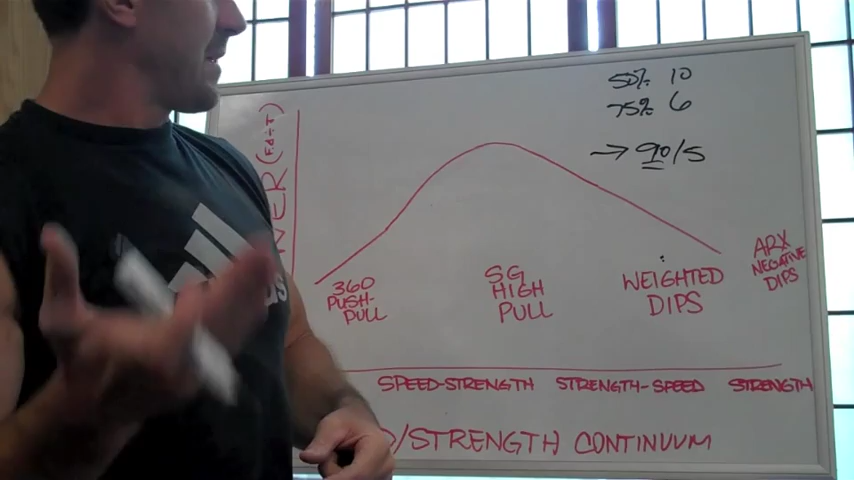 50% 10
75% 6
→ 90/5
(F·d÷T)
360
PUSH-
PULL
SG
HIGH
PULL
WEIGHTED
DIPS
ARX
NEGATIVE
DIPS
SPEED-STRENGTH STRENGTH-SPEED STRENGTH
/STRENGTH CONTINUUM